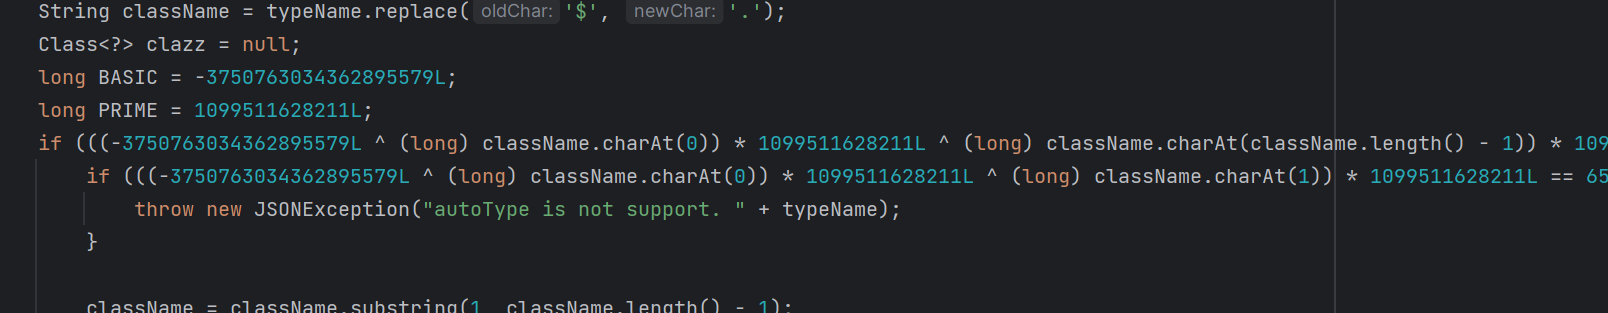 String className = typeName.replace( oldChar: '$', newChar: '.');
Class<?> clazz = null;
long BASIC = -3750763034362895579L;
long PRIME = 1099511628211L;
if (((-3750763034362895579L ^ (long) className.charAt(0)) * 1099511628211L ^ (long) className.charAt(className.length() - 1)) * 109
if (((-3750763034362895579L ^ (long) className.charAt(0)) * 1099511628211L ^ (long) className.charAt(1)) * 1099511628211L == 65
throw new JSONException("autoType is not support. " + typeName);
}
className = className.substring(1, className.length() - 1);